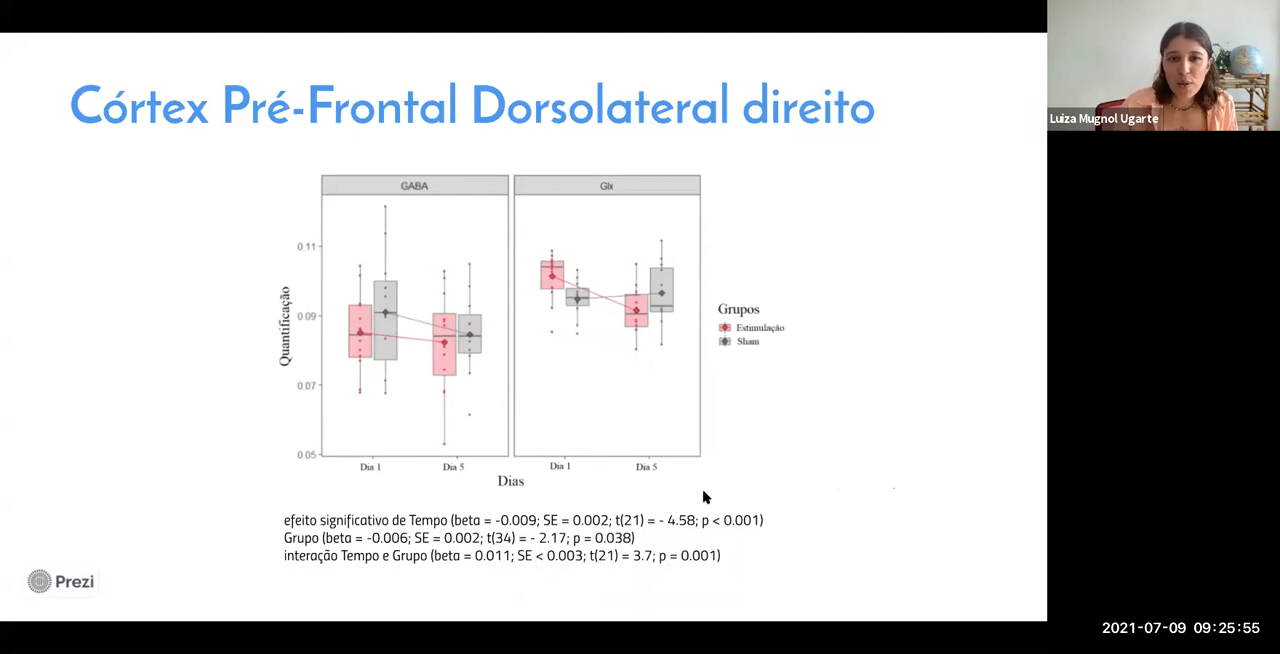 Córtex Pré-Frontal Dorsolateral direito
Luiza Mugnol Ugarte
GABA
Glx
0.11
0.09
0.07
0.05
Quantificação
Dia 1
Dia 5
Dia 1
Dia 5
Dias
Grupos
Estimulação
Sham
efeito significativo de Tempo (beta = -0.009; SE = 0.002; t(21) = - 4.58; p < 0.001)
Grupo (beta = -0.006; SE = 0.002; t(34) = - 2.17; p = 0.038)
interação Tempo e Grupo (beta = 0.011; SE < 0.003; t(21) = 3.7; p = 0.001)
Prezi
2021-07-09 09:25:55